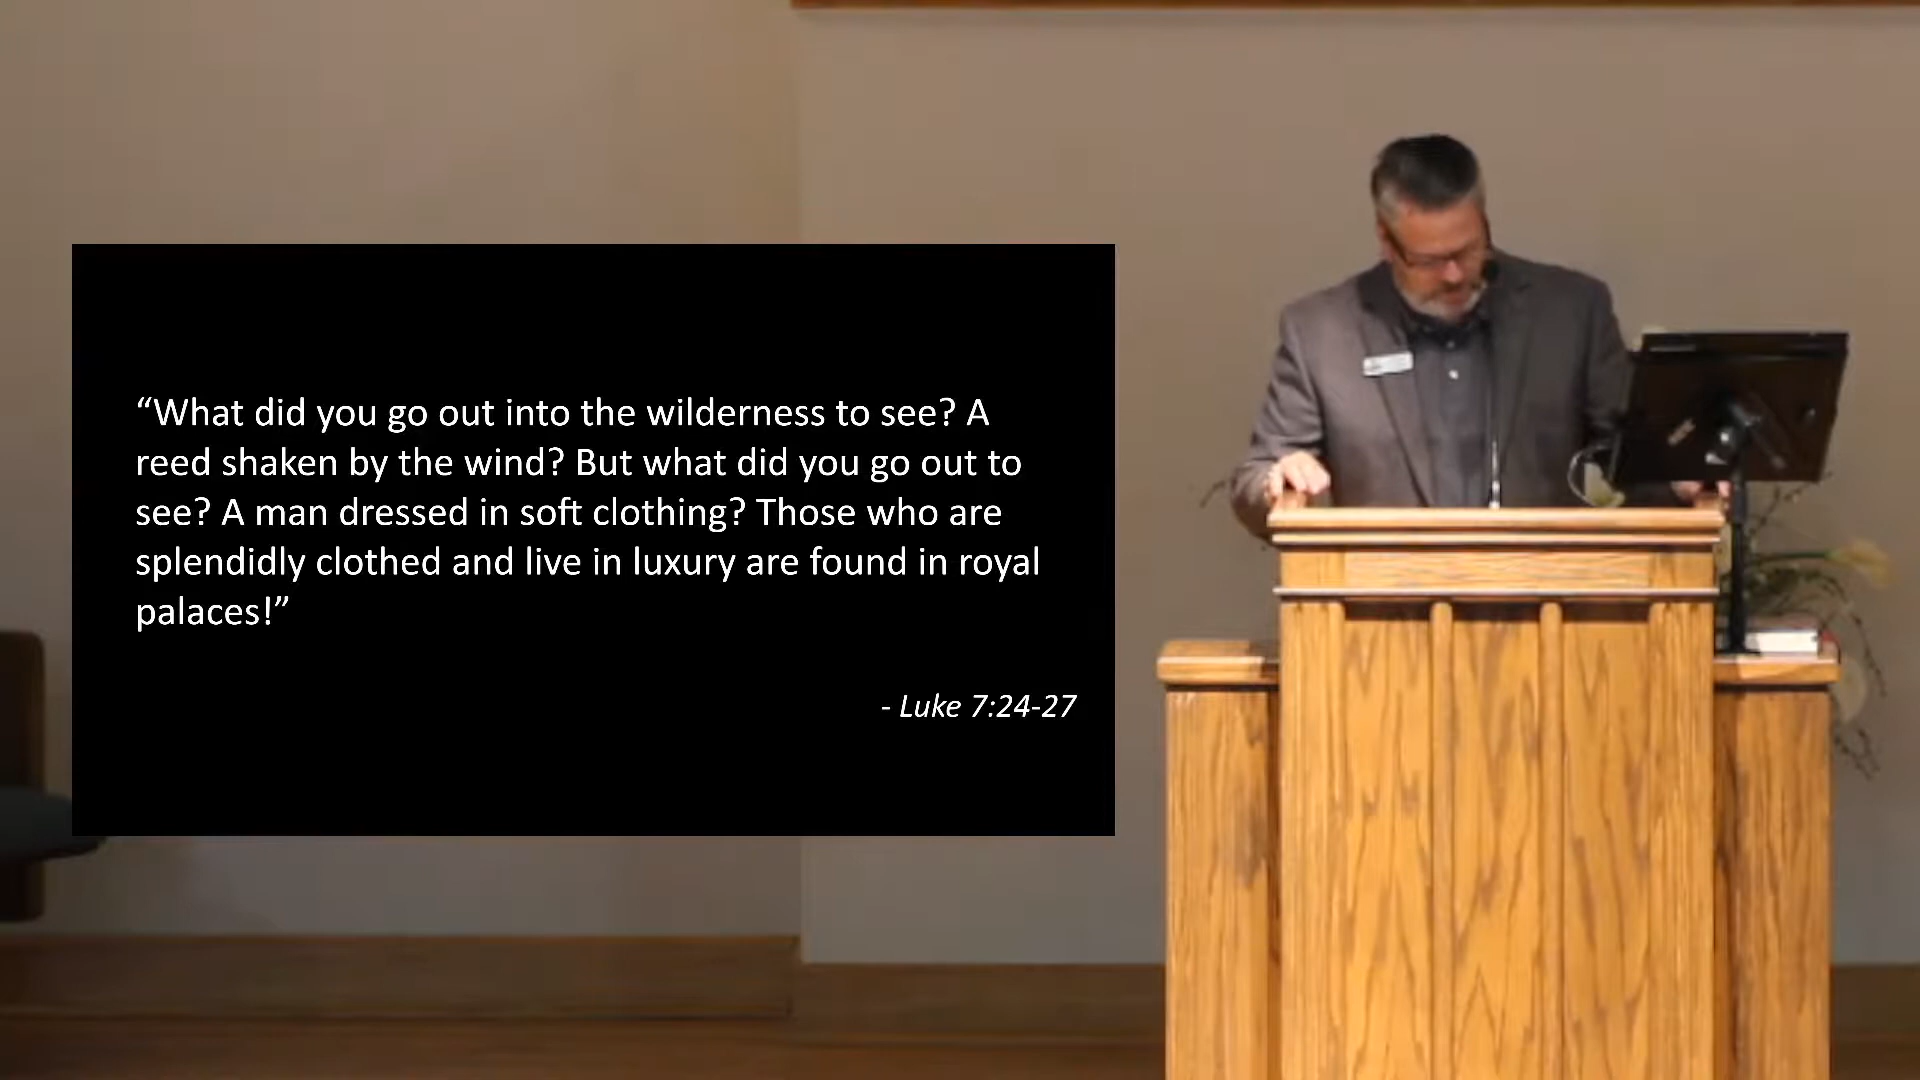 “What did you go out into the wilderness to see? A
reed shaken by the wind? But what did you go out to
see? A man dressed in soft clothing? Those who are
splendidly clothed and live in luxury are found in royal
palaces!”
- Luke 7:24-27